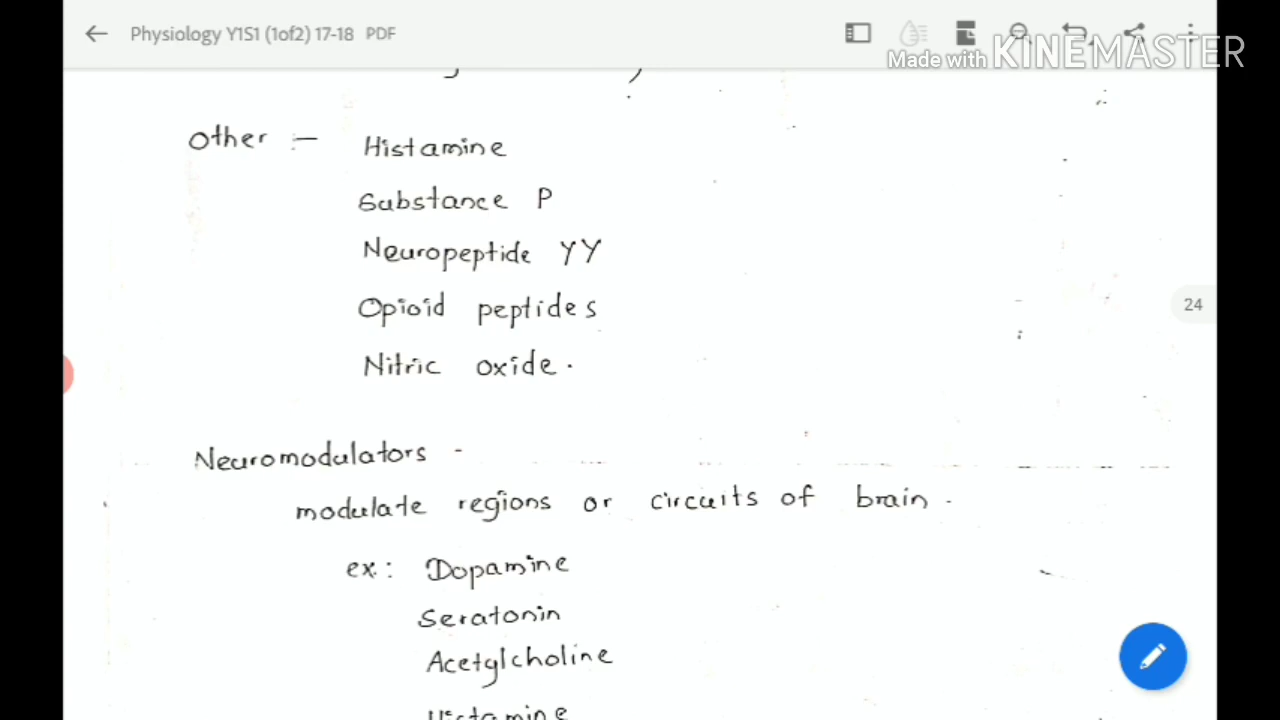 Physiology Y1S1 (1of2) 17-18 PDF
Made with KINEMASTER
Other :- Histamine
Substance P
Neuropeptide YY
Opioid peptides
24
Nitric oxide.
Neuromodulators -
modulate regions or circuits of brain.
ex: Dopamine
Seratonin
Acetylcholine
Histamine